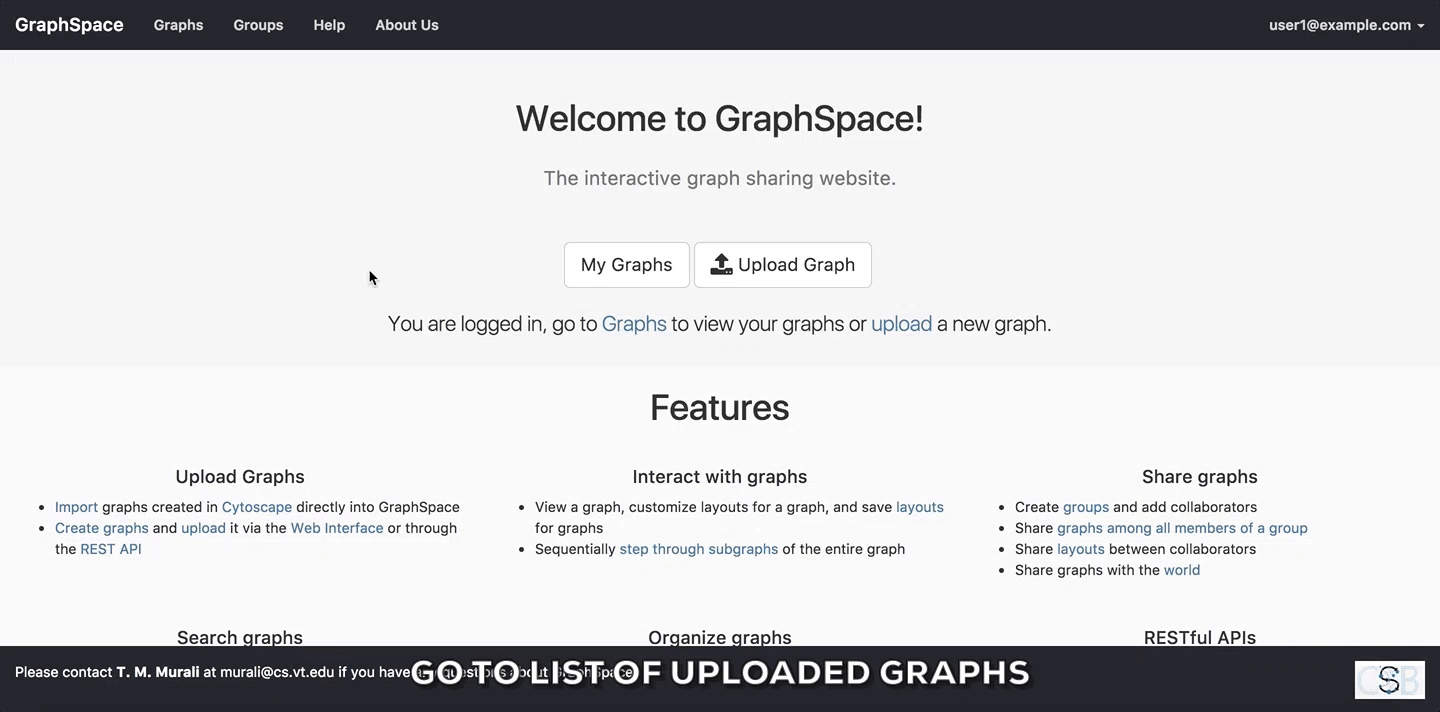 GraphSpace Graphs Groups Help About Us user1@example.com
Welcome to GraphSpace!
The interactive graph sharing website.
My Graphs Upload Graph
You are logged in, go to Graphs to view your graphs or upload a new graph.
Features
Upload Graphs
Import graphs created in Cytoscape directly into GraphSpace
Create graphs and upload it via the Web Interface or through
the REST API
Interact with graphs
View a graph, customize layouts for a graph, and save layouts
for graphs
Sequentially step through subgraphs of the entire graph
Share graphs
Create groups and add collaborators
Share graphs among all members of a group
Share layouts between collaborators
Share graphs with the world
Search graphs
Organize graphs
RESTful APIs
Please contact T. M. Murali at murali@cs.vt.edu if you have any questions about GraphSpace
GO TO LIST OF UPLOADED GRAPHS
CSB